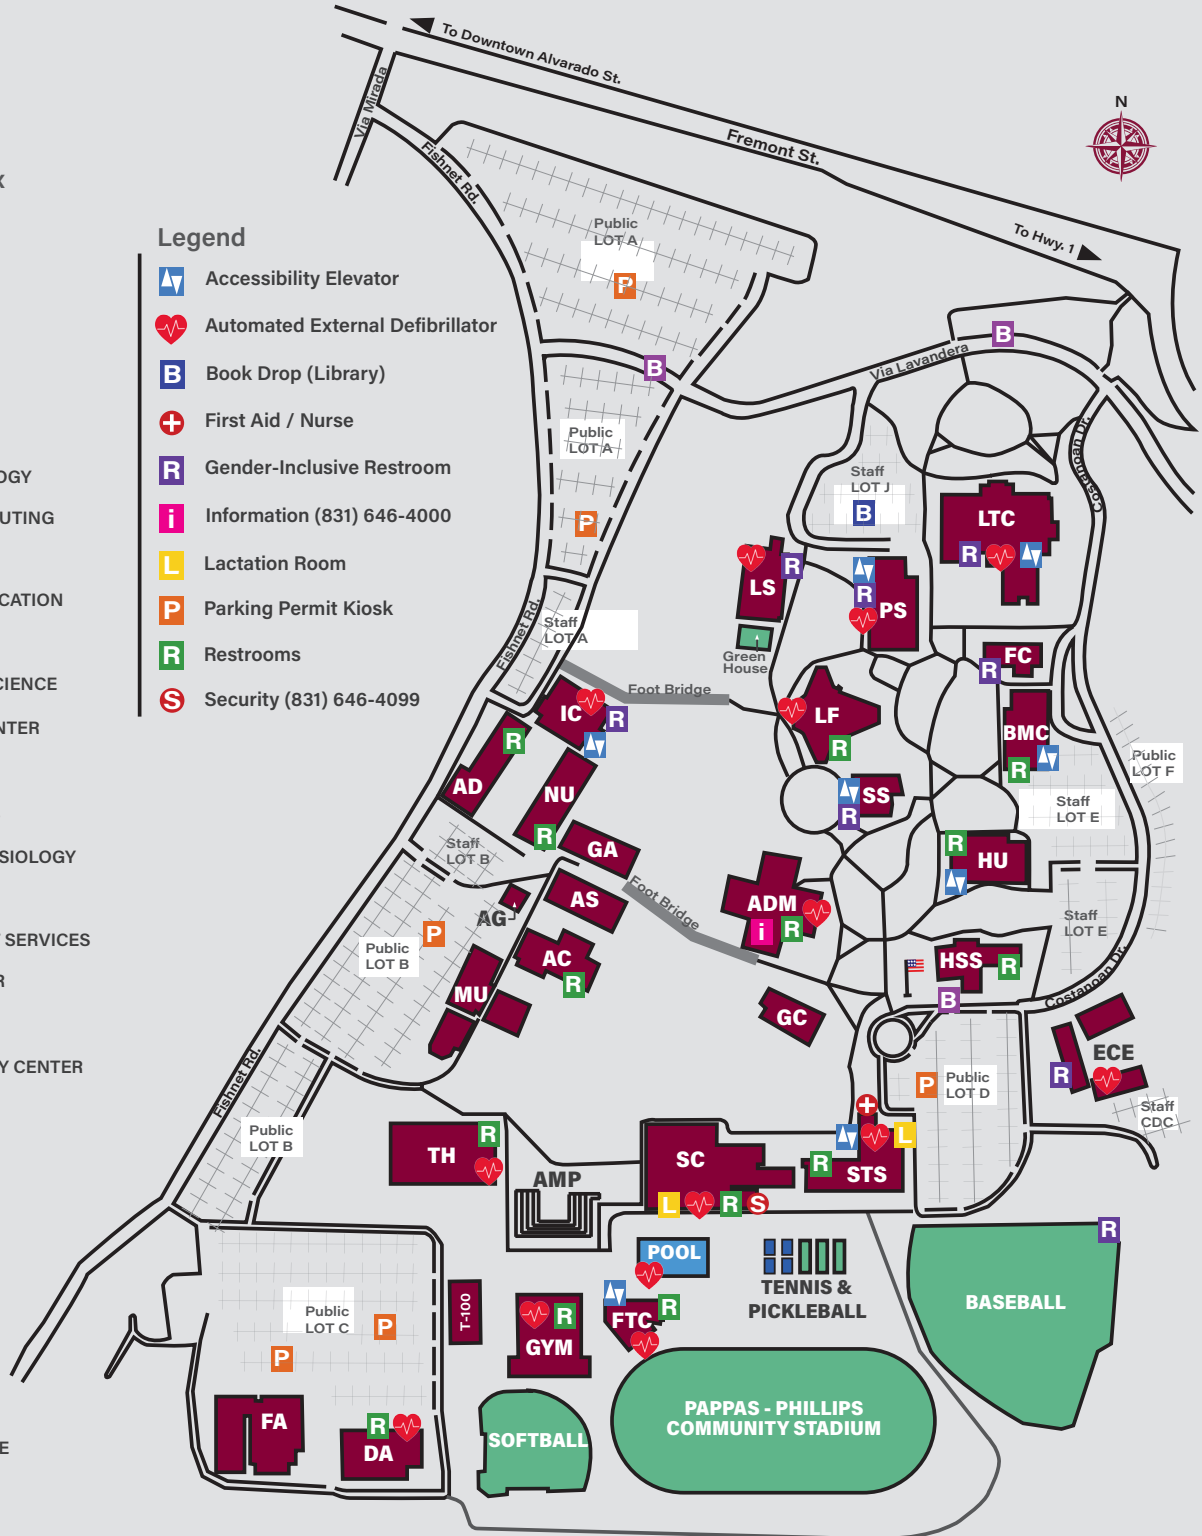 To Downtown Alvarado St.
Via Mirada
Fishnet Rd.
Fremont St.
To Hwy. 1
N
X
OGY
UTING
CATION
CIENCE
NTER
SIOLOGY
SERVICES
R
Y CENTER
E
Legend
Accessibility Elevator
Automated External Defibrillator
B Book Drop (Library)
First Aid / Nurse
R Gender-Inclusive Restroom
i Information (831) 646-4000
L Lactation Room
P Parking Permit Kiosk
R Restrooms
S Security (831) 646-4099
Public
LOT A
P
B
Via Lavandera
B
Costanoan Dr.
Public
LOT A
P
Staff
LOT J
B
LTC
R
LS
R
Green
House
R
PS
FC
R
Fishnet Rd.
Staff
LOT A
Foot Bridge
IC
R
R
AD
NU
R
LF
R
BMC
R
Public
LOT F
SS
R
Staff
LOT E
Staff
LOT B
GA
R
HU
AS
AG
Foot Bridge
ADM
i
R
Staff
LOT E
P
Public
LOT B
AC
R
MU
HSS
R
B
Costanoan Dr.
GC
ECE
R
Staff
CDC
P
Public
LOT D
Fishnet Rd.
Public
LOT B
TH
R
AMP
SC
L
R
S
L
R
STS
POOL
TENNIS &
PICKLEBALL
R
BASEBALL
Public
LOT C
P
P
T-100
R
GYM
FTC
R
FA
R
DA
SOFTBALL
PAPPAS - PHILLIPS
COMMUNITY STADIUM